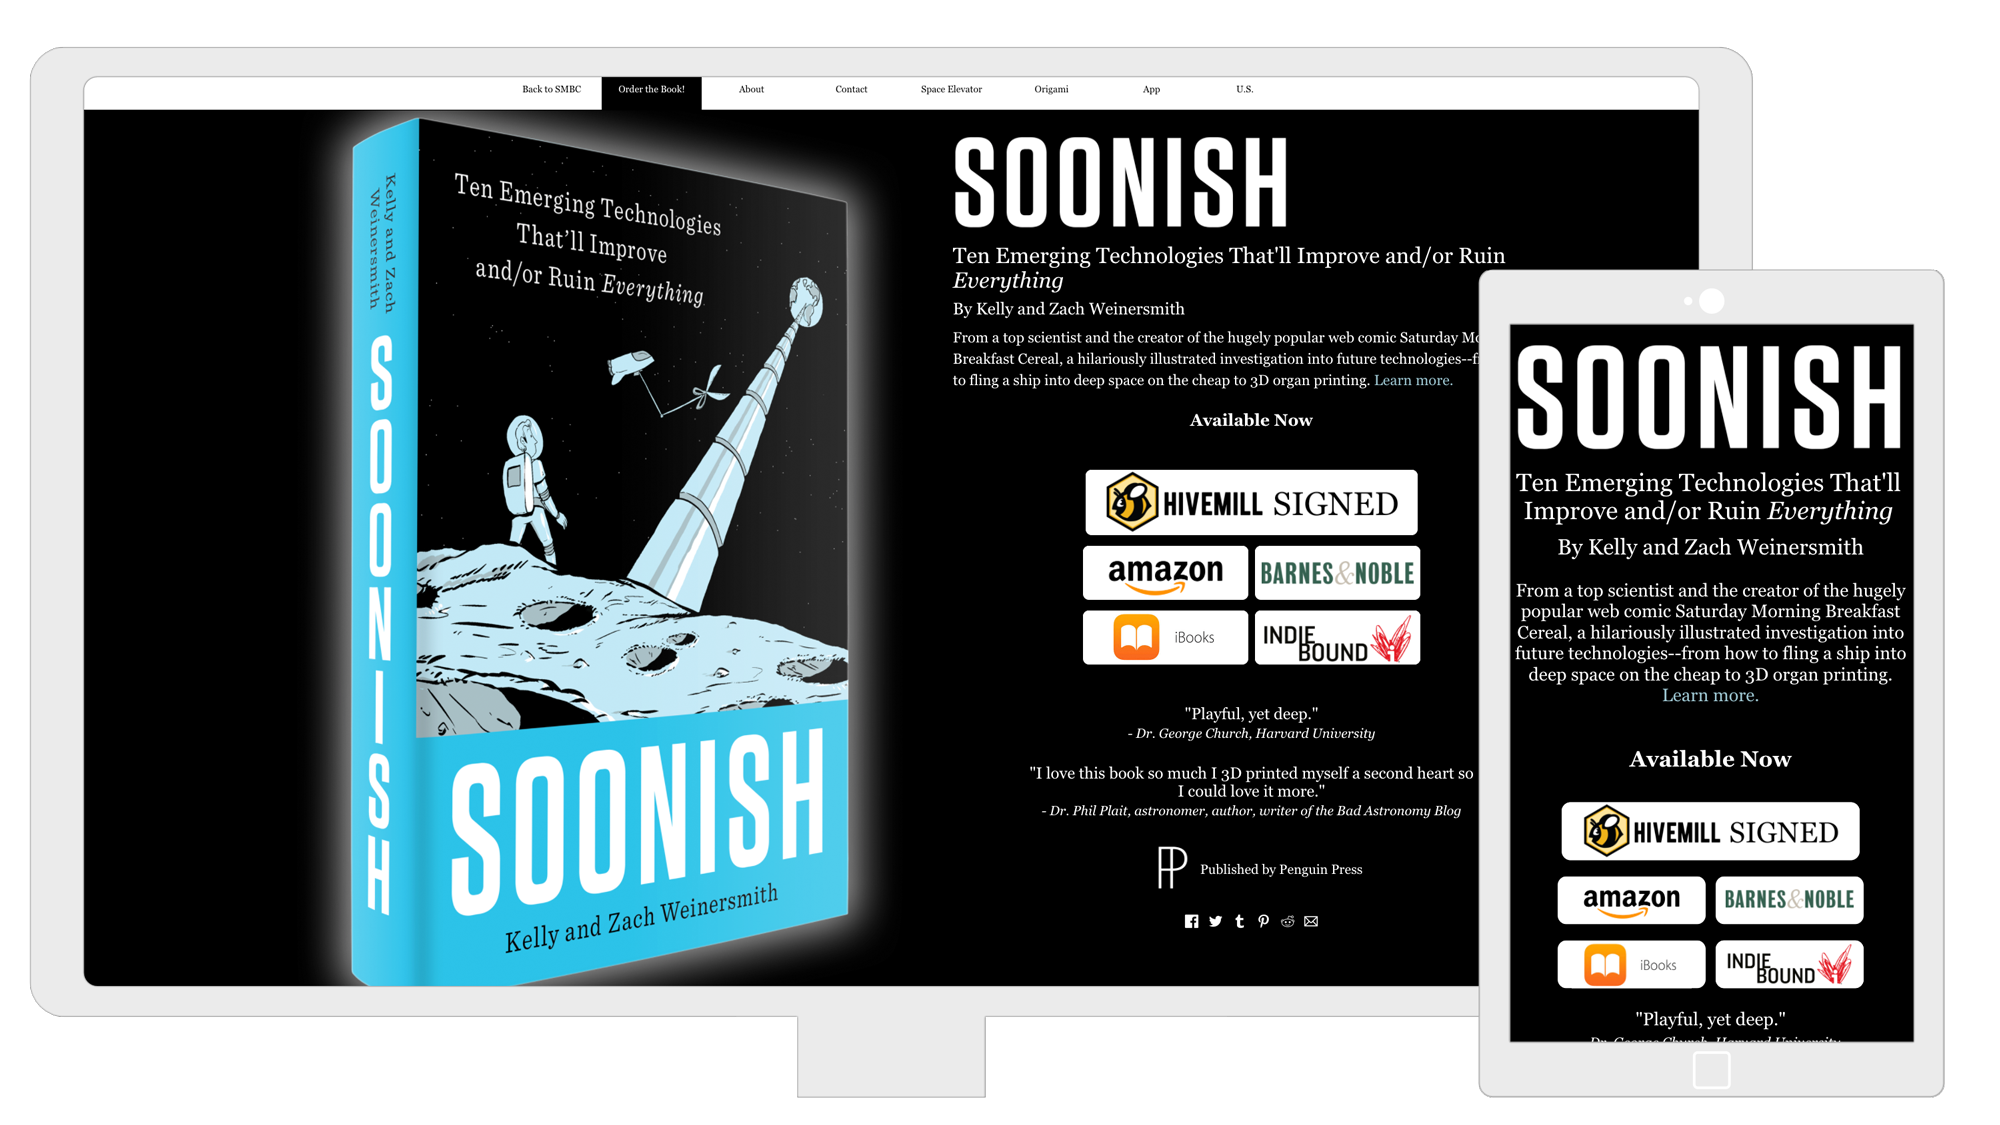 Back to SMBC
Order the Book!
About
Contact
Space Elevator
Origami
App
U.S.
Kelly and Zach
Weinersmith
SOONISH
Ten Emerging Technologies
That'll Improve
and/or Ruin Everything
SOONISH
Kelly and Zach Weinersmith
SOONISH
Ten Emerging Technologies That'll Improve and/or Ruin
Everything
By Kelly and Zach Weinersmith
From a top scientist and the creator of the hugely popular web comic Saturday
Breakfast Cereal, a hilariously illustrated investigation into future technologies--
to fling a ship into deep space on the cheap to 3D organ printing. Learn more.
Available Now
HIVEMILL SIGNED
amazon
BARNES&NOBLE
iBooks
INDIE
BOUND
"Playful, yet deep."
- Dr. George Church, Harvard University
"I love this book so much I 3D printed myself a second heart so
I could love it more."
- Dr. Phil Plait, astronomer, author, writer of the Bad Astronomy Blog
Published by Penguin Press
SOONISH
Ten Emerging Technologies That'll
Improve and/or Ruin Everything
By Kelly and Zach Weinersmith
From a top scientist and the creator of the hugely
popular web comic Saturday Morning Breakfast
Cereal, a hilariously illustrated investigation into
future technologies--from how to fling a ship into
deep space on the cheap to 3D organ printing.
Learn more.
Available Now
HIVEMILL SIGNED
amazon
BARNES&NOBLE
iBooks
INDIE
BOUND
"Playful, yet deep."
- Dr. George Church, Harvard University